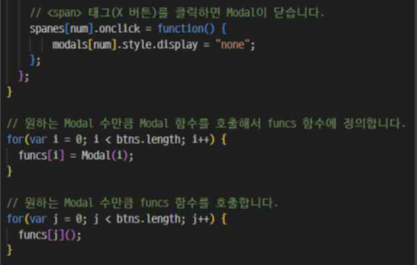 // <span> 태그(X 버튼)를 클릭하면 Modal이 닫습니다.
spanes[num].onclick = function() {
modals[num].style.display = "none";
};
};
}
// 원하는 Modal 수만큼 Modal 함수를 호출해서 funcs 함수에 정의합니다.
for(var i = 0; i < btns.length; i++) {
funcs[i] = Modal(i);
}
// 원하는 Modal 수만큼 funcs 함수를 호출합니다.
for(var j = 0; j < btns.length; j++) {
funcs[j]();
}